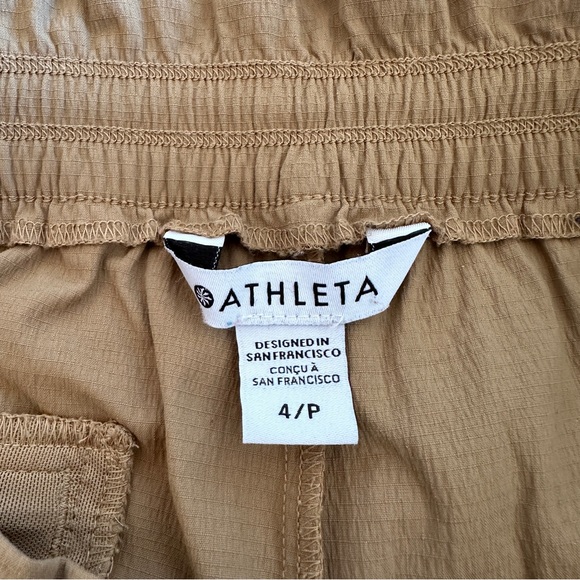 ATHLETA
DESIGNED IN
SAN FRANCISCO
CONÇU À
SAN FRANCISCO
4/P